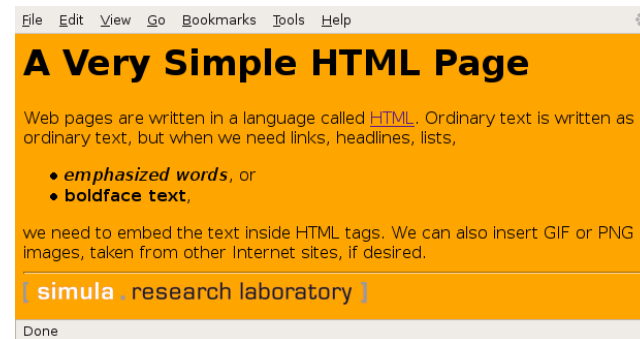 File Edit View Go Bookmarks Tools Help
A Very Simple HTML Page
Web pages are written in a language called HTML. Ordinary text is written as
ordinary text, but when we need links, headlines, lists,
• emphasized words, or
• boldface text,
we need to embed the text inside HTML tags. We can also insert GIF or PNG
images, taken from other Internet sites, if desired.
[ simula . research laboratory ]
Done